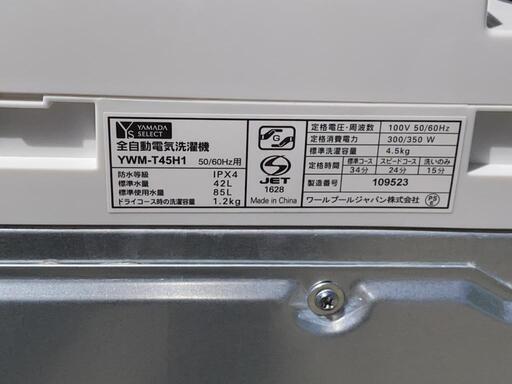 YS YAMADA SELECT
全自動電気洗濯機
YWM-T45H1 50/60Hz用
防水等級 IPX4
標準水量 42L
標準使用水量 85L
ドライコース時の洗濯容量 1.2kg
G
JET
1628
Made in China
定格電圧・周波数 100V 50/60Hz
定格消費電力 300/350 W
標準洗濯容量 4.5kg
定格時間 標準コース 34分 スピードコース 24分 洗いのみ 15分
製造番号 109523
ワールプールジャパン株式会社
PSE